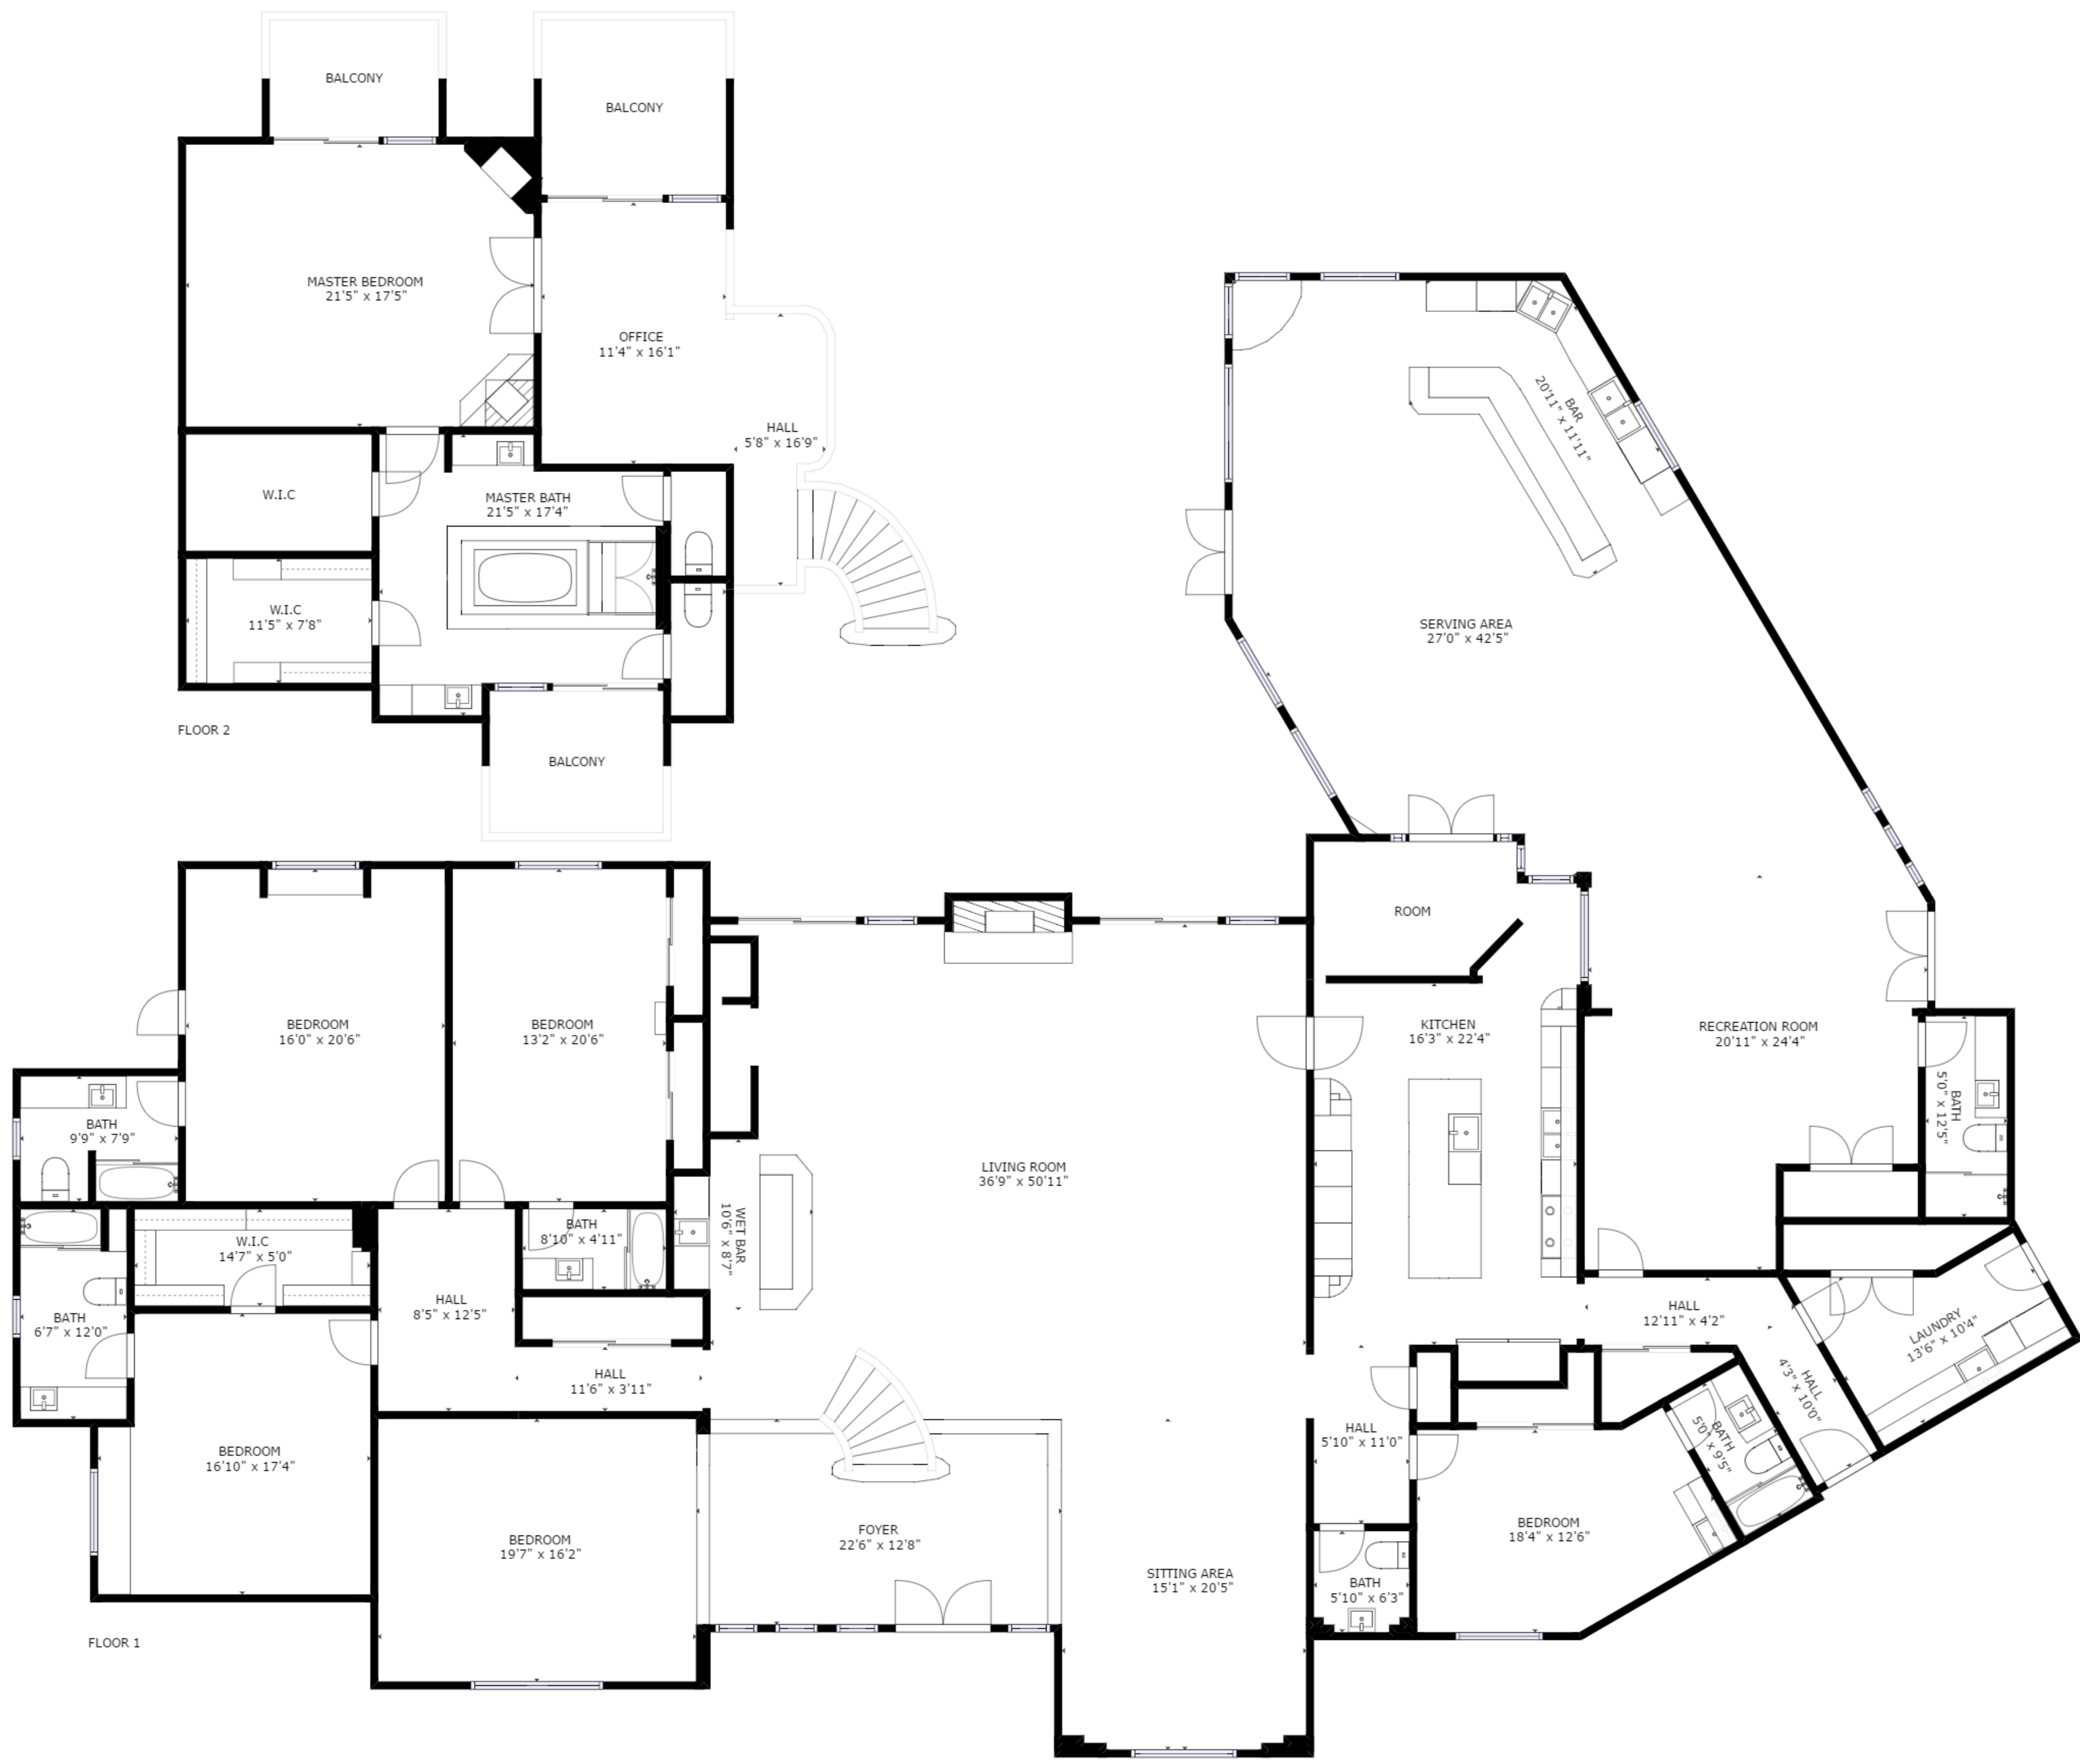 BALCONY
BALCONY
MASTER BEDROOM
21'5" x 17'5"
OFFICE
11'4" x 16'1"
HALL
5'8" x 16'9"
W.I.C
MASTER BATH
21'5" x 17'4"
W.I.C
11'5" x 7'8"
FLOOR 2
BALCONY
BAR
20'11" x 11'11"
SERVING AREA
27'0" x 42'5"
ROOM
BEDROOM
16'0" x 20'6"
BEDROOM
13'2" x 20'6"
KITCHEN
16'3" x 22'4"
RECREATION ROOM
20'11" x 24'4"
BATH
5'0" x 12'5"
BATH
9'9" x 7'9"
LIVING ROOM
36'9" x 50'11"
WET BAR
10'6" x 8'7"
W.I.C
14'7" x 5'0"
BATH
8'10" x 4'11"
HALL
8'5" x 12'5"
BATH
6'7" x 12'0"
HALL
12'11" x 4'2"
LAUNDRY
13'6" x 10'4"
HALL
11'6" x 3'11"
HALL
4'3" x 10'0"
BEDROOM
16'10" x 17'4"
HALL
5'10" x 11'0"
BATH
5'0" x 9'5"
BEDROOM
19'7" x 16'2"
FOYER
22'6" x 12'8"
BEDROOM
18'4" x 12'6"
SITTING AREA
15'1" x 20'5"
BATH
5'10" x 6'3"
FLOOR 1